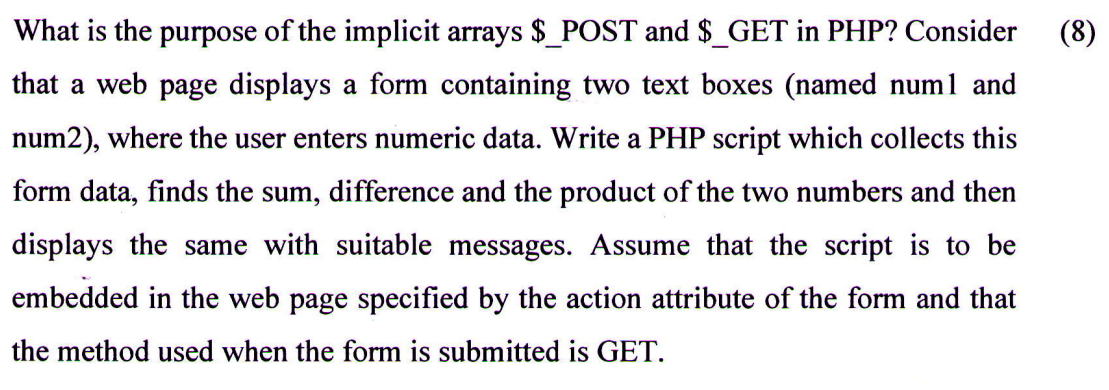 What is the purpose of the implicit arrays $_POST and $_GET in PHP? Consider (8)
that a web page displays a form containing two text boxes (named num1 and
num2), where the user enters numeric data. Write a PHP script which collects this
form data, finds the sum, difference and the product of the two numbers and then
displays the same with suitable messages. Assume that the script is to be
embedded in the web page specified by the action attribute of the form and that
the method used when the form is submitted is GET.